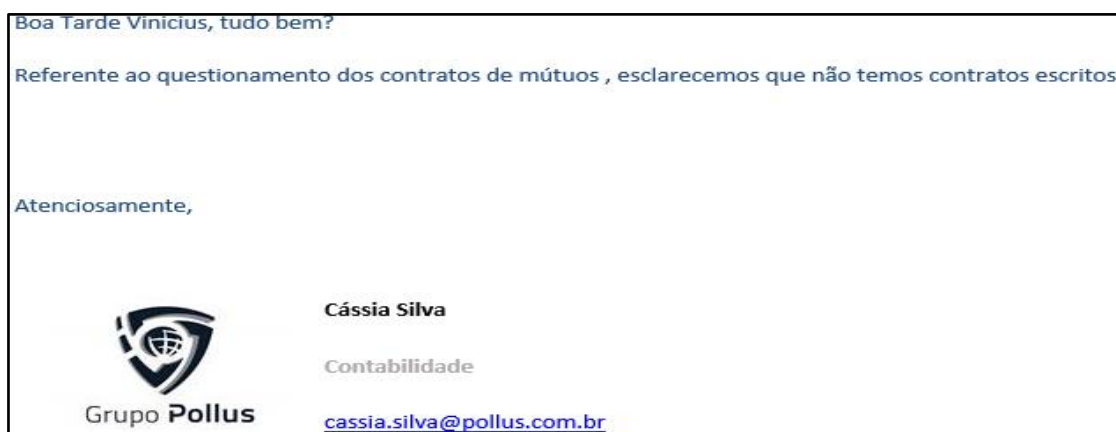 Boa Tarde Vinicius, tudo bem?
Referente ao questionamento dos contratos de mútuos , esclarecemos que não temos contratos escritos
Atenciosamente,
Cássia Silva
Contabilidade
Grupo Pollus
cassia.silva@pollus.com.br